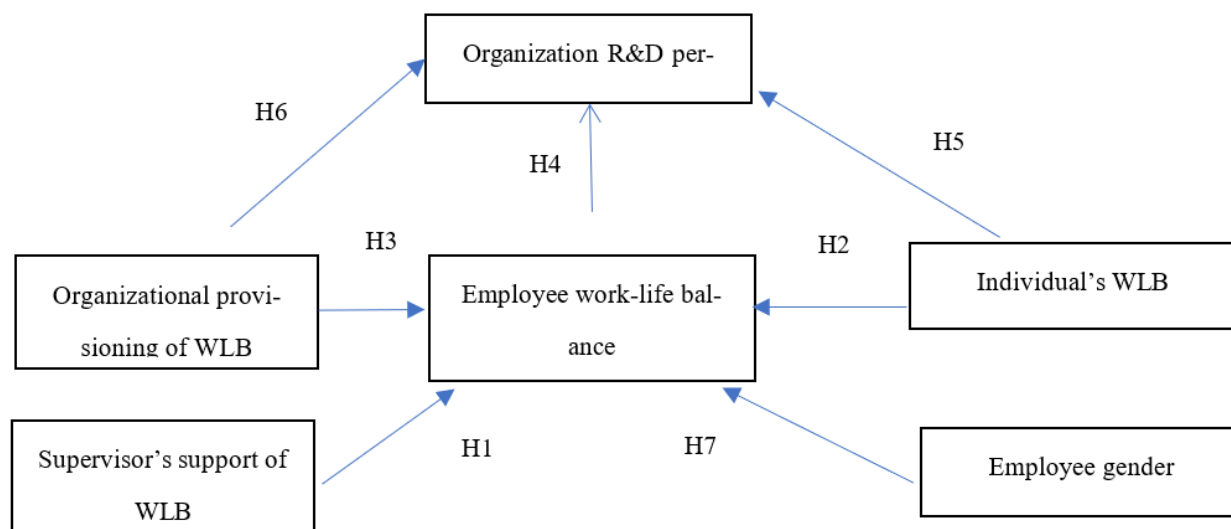 Organization R&D per-
H6
H5
H4
H3
H2
Organizational provi-
sioning of WLB
Employee work-life bal-
ance
Individual's WLB
Supervisor's support of
WLB
H1
H7
Employee gender